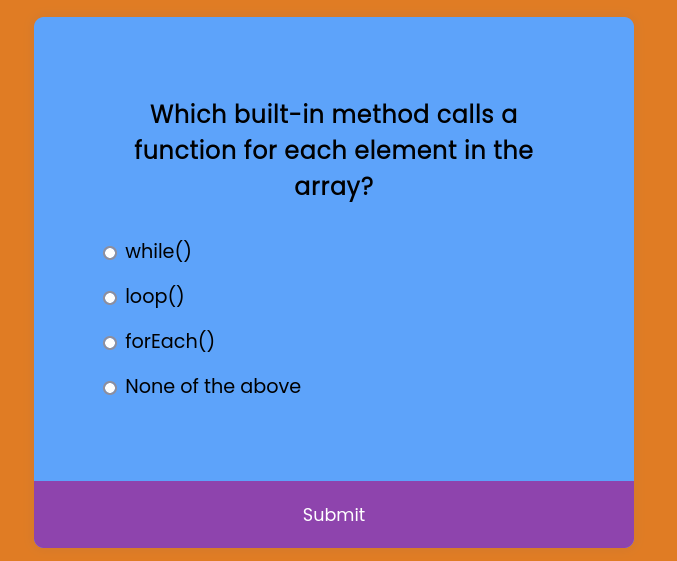 Which built-in method calls a
function for each element in the
array?
while()
loop()
forEach()
None of the above
Submit